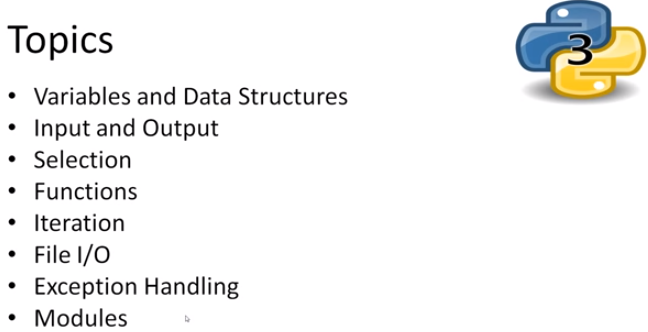 Topics
3
• Variables and Data Structures
• Input and Output
• Selection
• Functions
• Iteration
• File I/O
• Exception Handling
• Modules